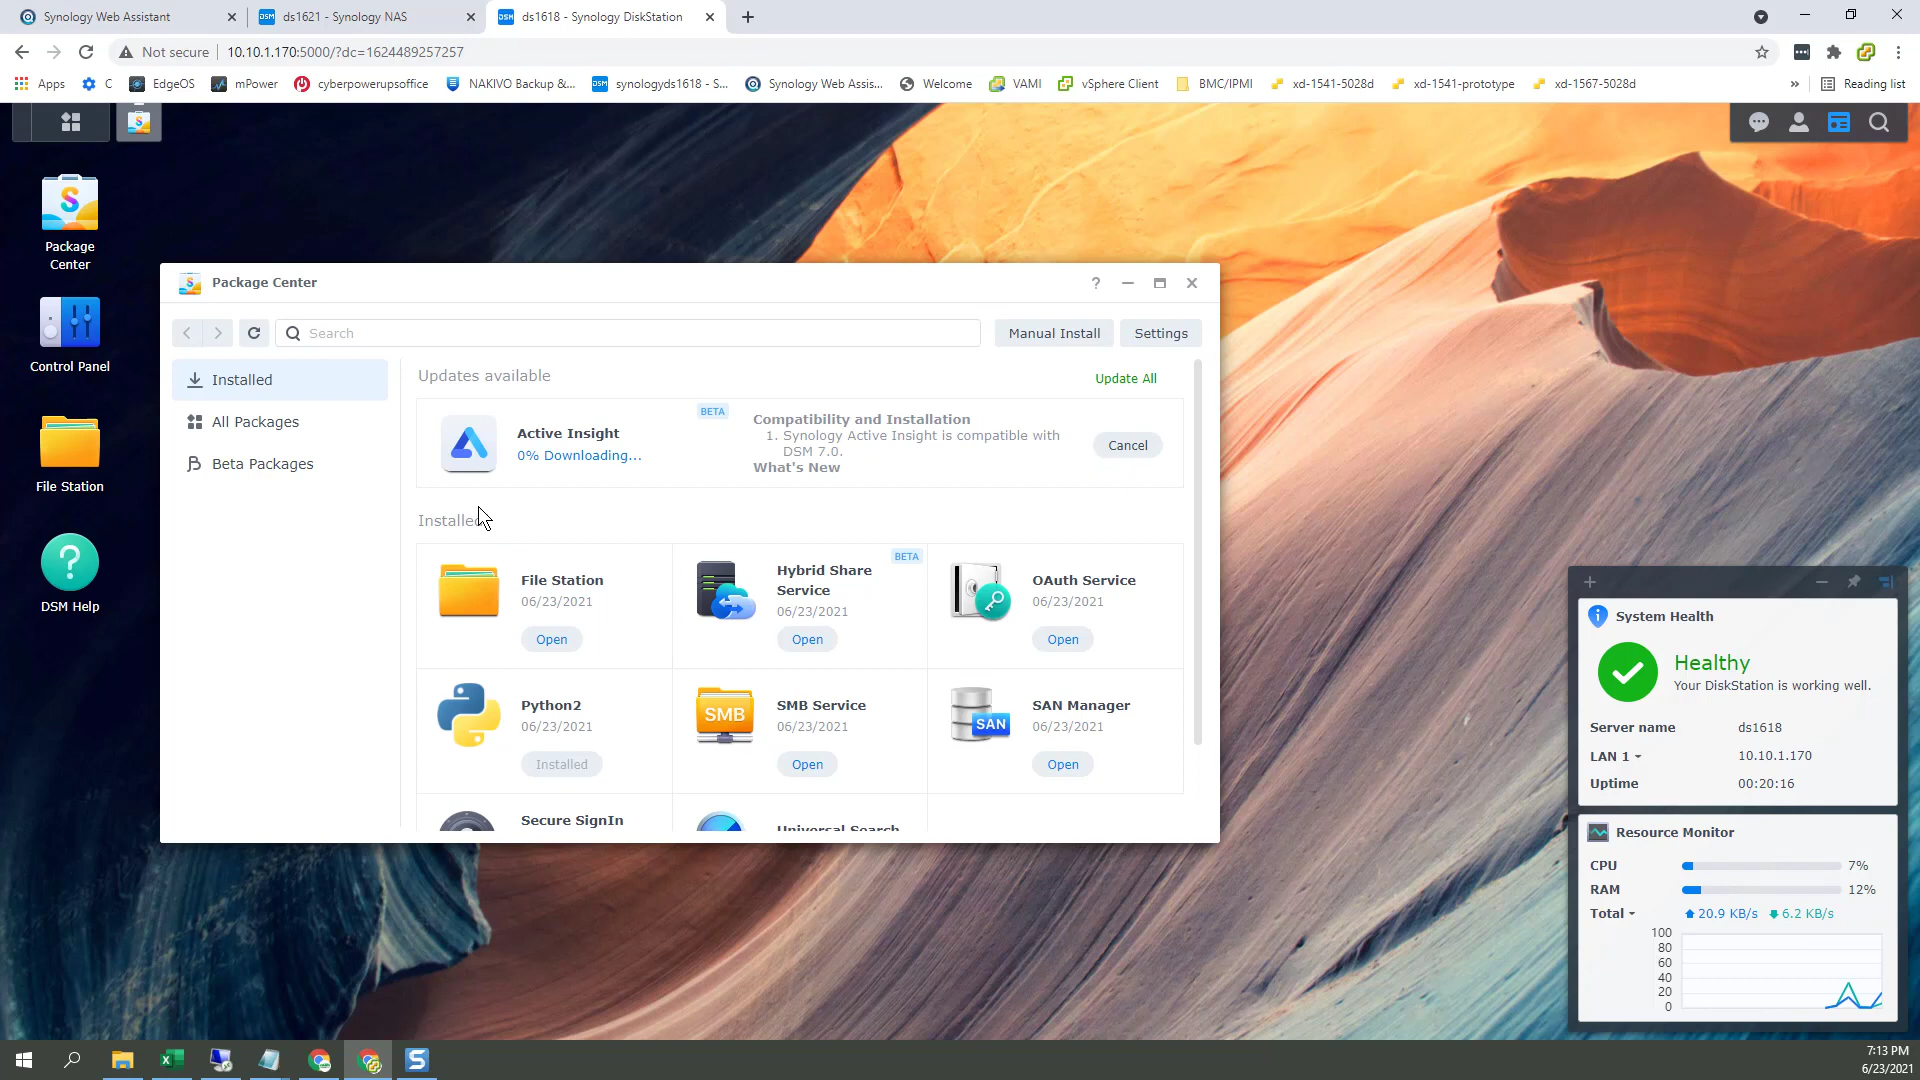 Synology Web Assistant
ds1621 - Synology NAS
ds1618 - Synology DiskStation
Not secure
10.10.1.170:5000/?dc=1624489257257
Apps
C
EdgeOS
mPower
cyberpowerupsoffice
NAKIVO Backup &...
synologyds1618 - S...
Synology Web Assis...
Welcome
VAMI
vSphere Client
BMC/IPMI
xd-1541-5028d
xd-1541-prototype
xd-1567-5028d
»
Reading list
Package
Center
Control Panel
File Station
DSM Help
Package Center
?
Search
Manual Install
Settings
Installed
All Packages
Beta Packages
Updates available
Update All
Active Insight
0% Downloading...
BETA
Compatibility and Installation
1. Synology Active Insight is compatible with
DSM 7.0.
What's New
Cancel
Installed
File Station
06/23/2021
Open
BETA
Hybrid Share
Service
06/23/2021
Open
OAuth Service
06/23/2021
Open
Python2
06/23/2021
Installed
SMB
SMB Service
06/23/2021
Open
SAN
SAN Manager
06/23/2021
Open
Secure SignIn
Universal Search
System Health
Healthy
Your DiskStation is working well.
Server name ds1618
LAN 1 10.10.1.170
Uptime 00:20:16
Resource Monitor
CPU 7%
RAM 12%
Total 20.9 KB/s 6.2 KB/s
100
80
60
40
20
0
7:13 PM
6/23/2021